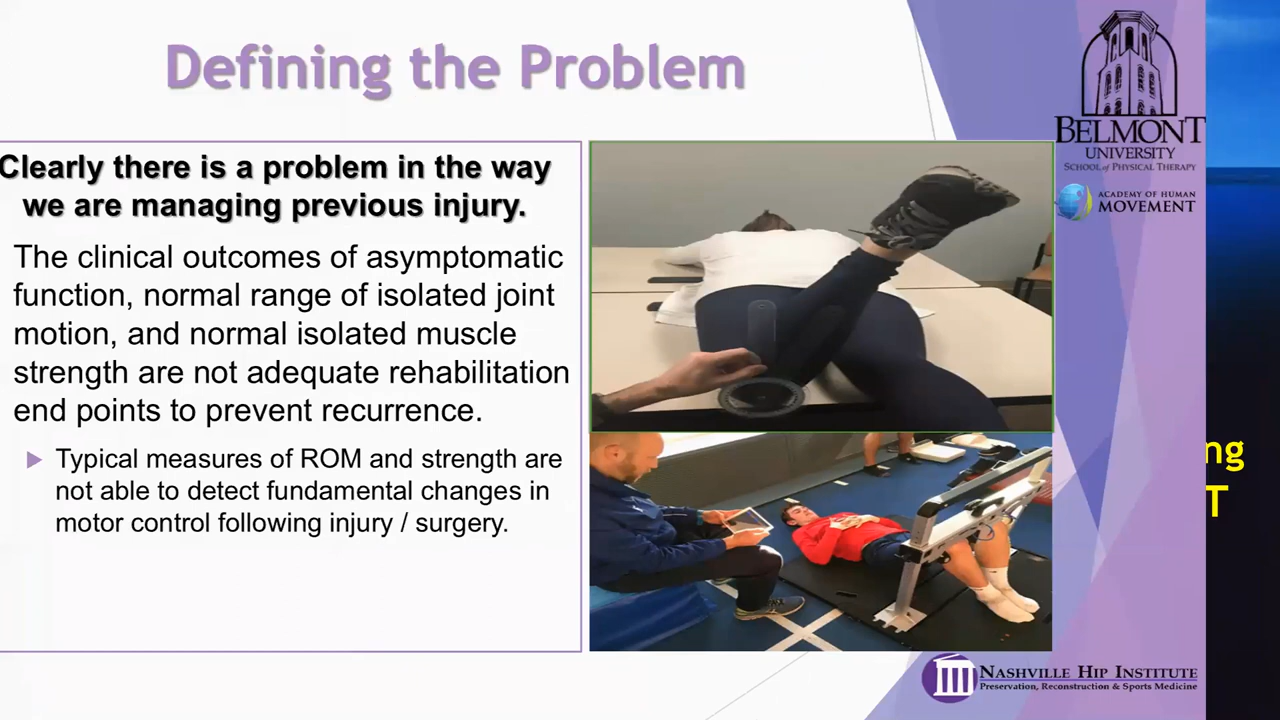 Defining the Problem
Clearly there is a problem in the way
we are managing previous injury.
The clinical outcomes of asymptomatic
function, normal range of isolated joint
motion, and normal isolated muscle
strength are not adequate rehabilitation
end points to prevent recurrence.
Typical measures of ROM and strength are
not able to detect fundamental changes in
motor control following injury / surgery.
BELMONT
UNIVERSITY
SCHOOL of PHYSICAL THERAPY
ACADEMY OF HUMAN
MOVEMENT
ng
T
NASHVILLE HIP INSTITUTE
Preservation, Reconstruction & Sports Medicine